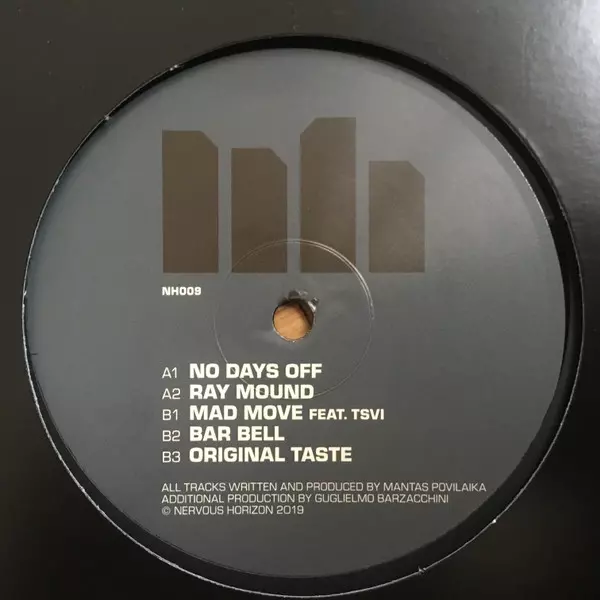 NH009
A1 NO DAYS OFF
A2 RAY MOUND
B1 MAD MOVE FEAT. TSVI
B2 BAR BELL
B3 ORIGINAL TASTE
ALL TRACKS WRITTEN AND PRODUCED BY MANTAS POVILAIKA
ADDITIONAL PRODUCTION BY GUGLIELMO BARZACCHINI
© NERVOUS HORIZON 2019